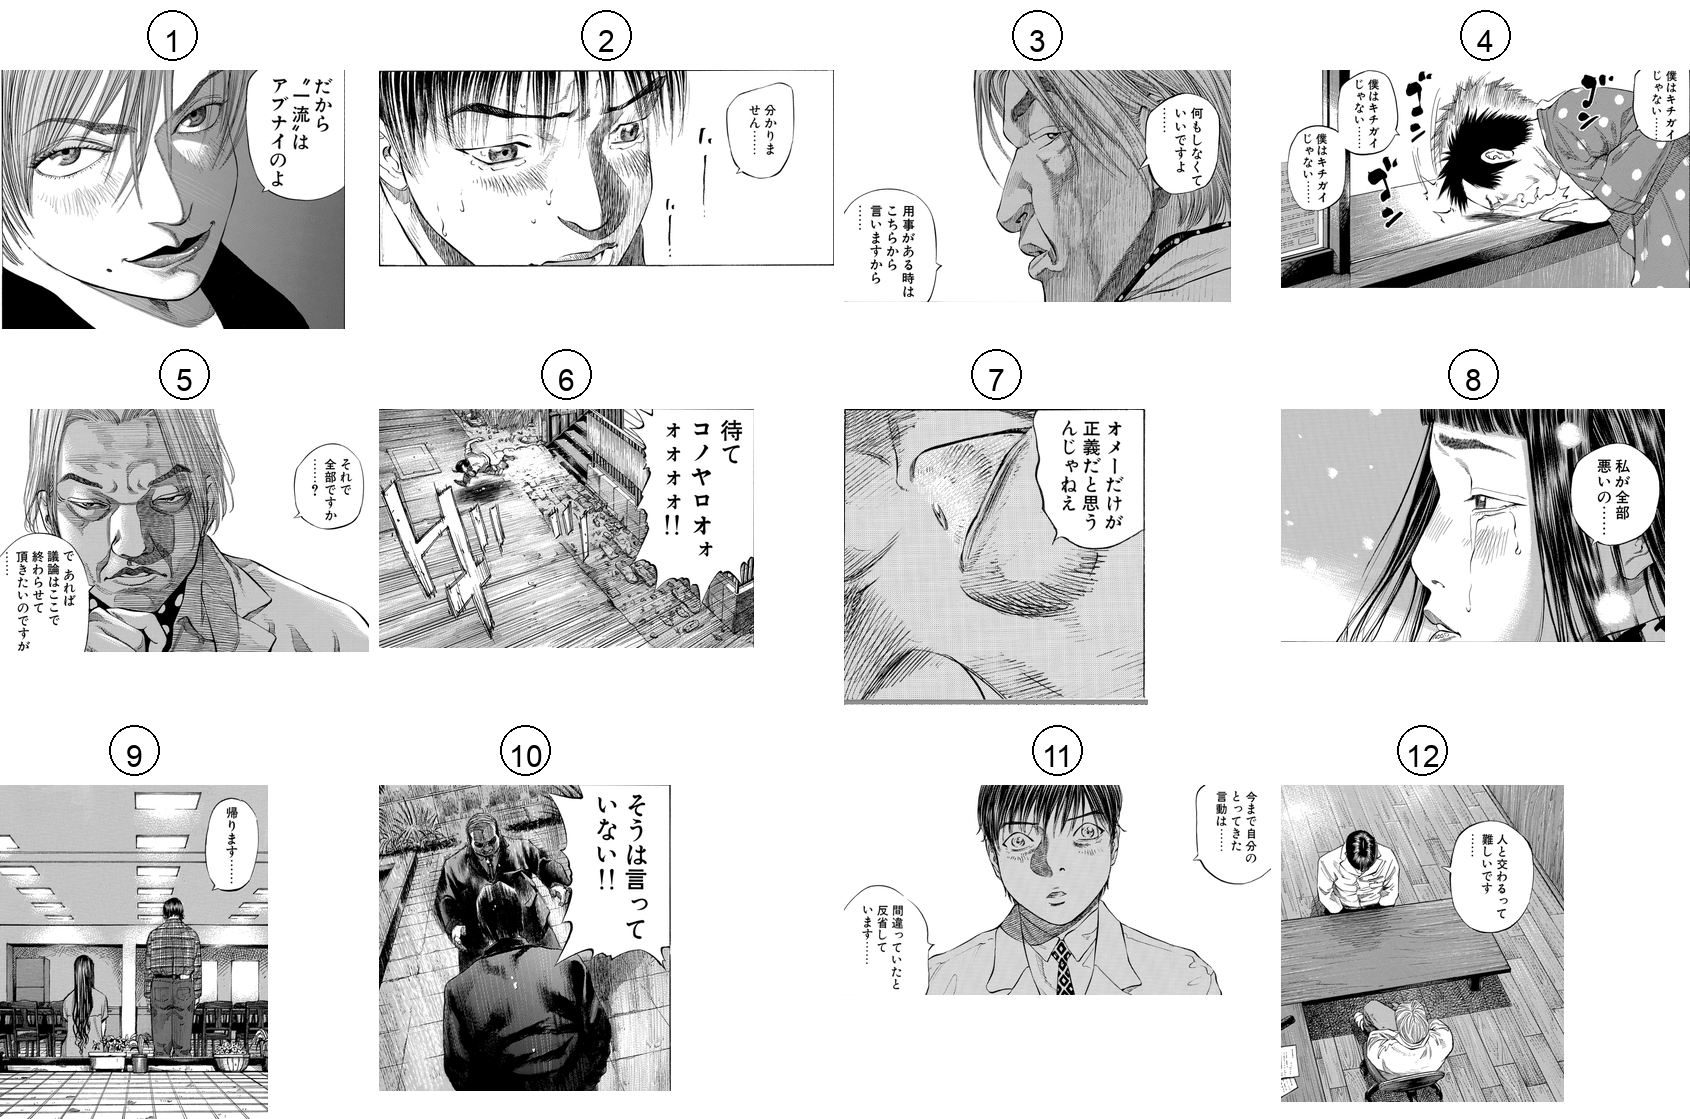 1
だから
〝一流〟は
アブナイのよ
2
分かりま
せん……
3
何もしなくて
いいですよ
……
用事がある時は
こちらから
言いますから
……
4
僕はキチガイ
じゃない……
ゴン
僕はキチガイ
じゃない……
ゴン
僕はキチガイ
じゃない……
ゴン
5
それで
全部ですか
……?
で あれば
議論はここで
終わらせて
頂きたいのですが
……
6
待て
コノヤロオォ
ォォォォォ!!
7
オメーだけが
正義だと思う
んじゃねえ
8
私が全部
悪いの……
9
帰ります……
10
そうは言って
いない!!
11
今まで自分の
とってきた
言動は……
間違っていたと
反省して
います……
12
人と交わるって
難しいです
……